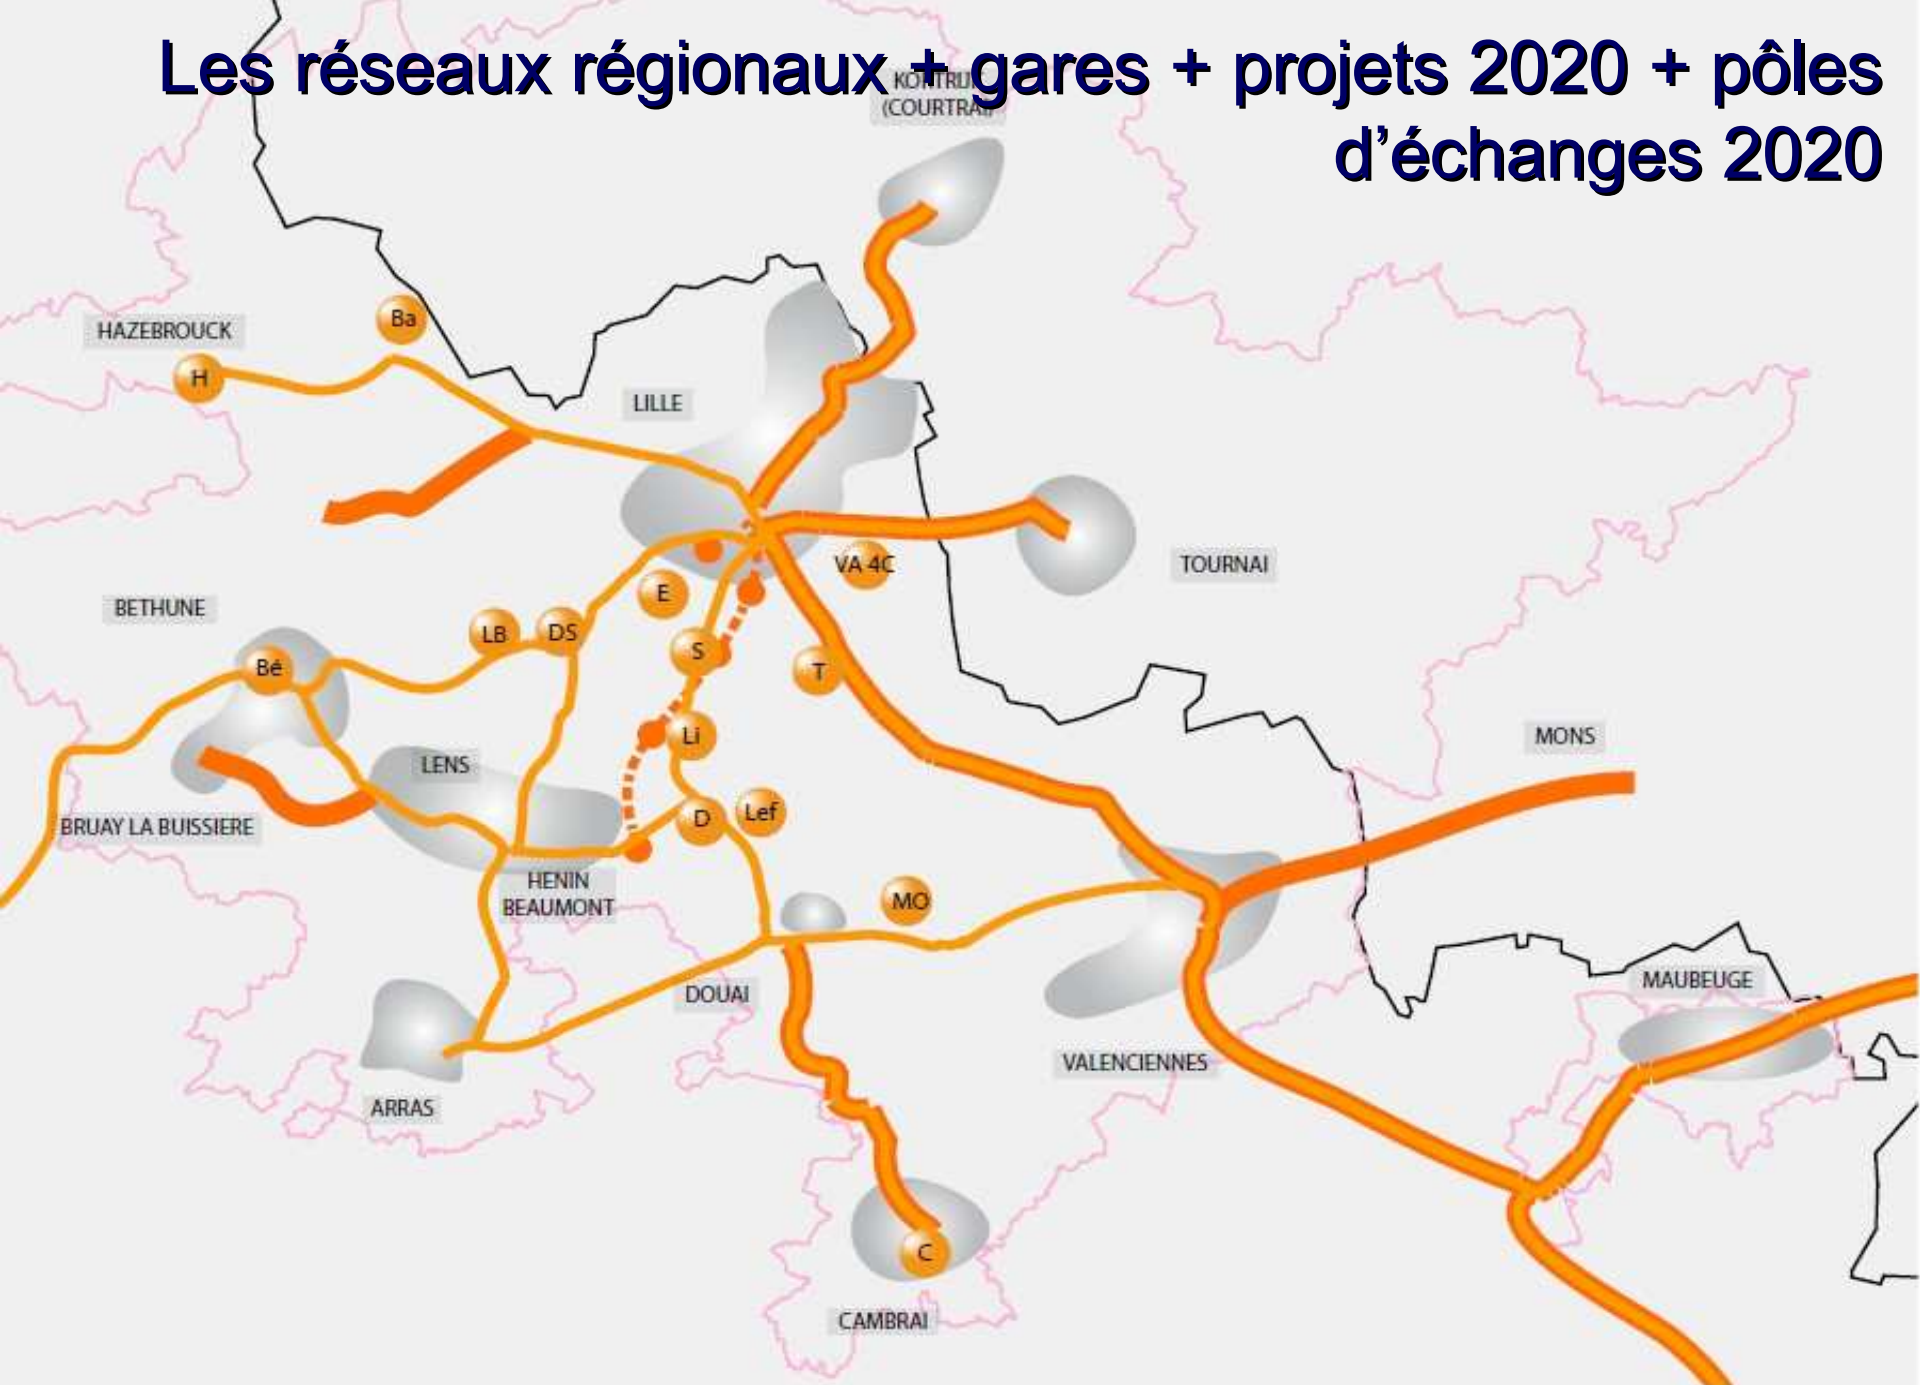 Les réseaux régionaux + gares + projets 2020 + pôles
d'échanges 2020
(COURTRAI)
HAZEBROUCK
Ba
H
LILLE
VA 4C
TOURNAI
BETHUNE
E
LB
DS
S
Bé
T
Li
MONS
LENS
D
Lef
BRUAY LA BUISSIERE
HENIN
BEAUMONT
MO
DOUAI
MAUBEUGE
VALENCIENNES
ARRAS
C
CAMBRAI